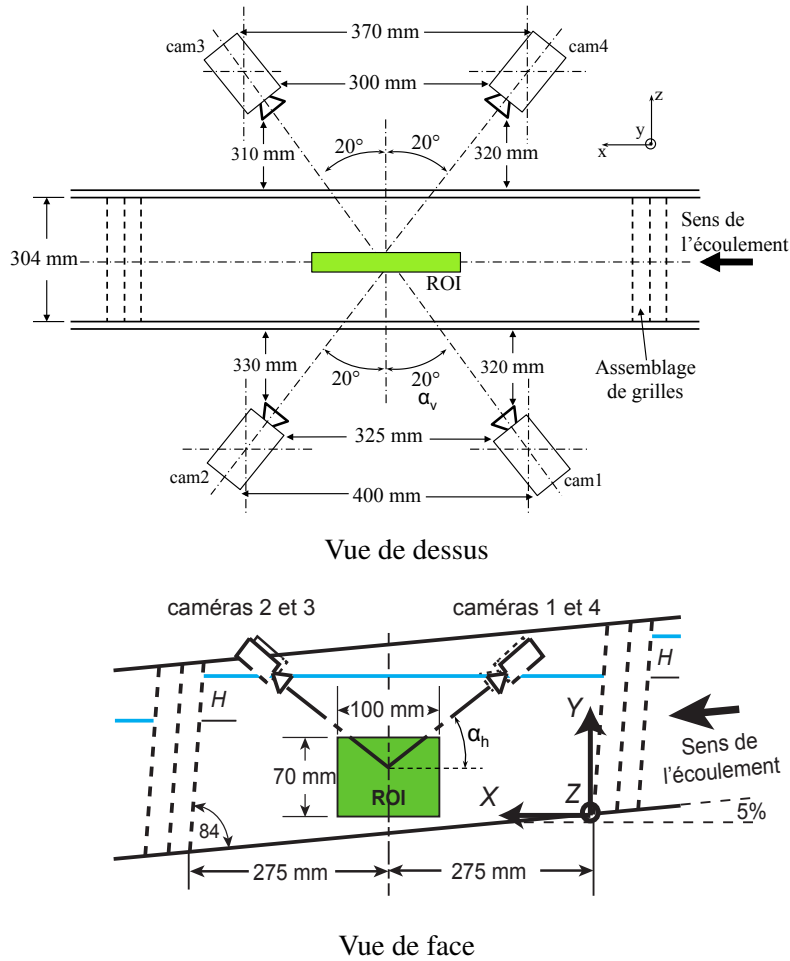 370 mm
cam3
cam4
300 mm
z
y
x
20°
20°
310 mm
320 mm
Sens de
l'écoulement
304 mm
ROI
330 mm
20°
20°
320 mm
αv
Assemblage
de grilles
325 mm
cam2
cam1
400 mm
Vue de dessus
caméras 2 et 3
caméras 1 et 4
H
H
100 mm
αh
Y
70 mm
Sens de
l'écoulement
ROI
X
Z
84
5%
275 mm
275 mm
Vue de face